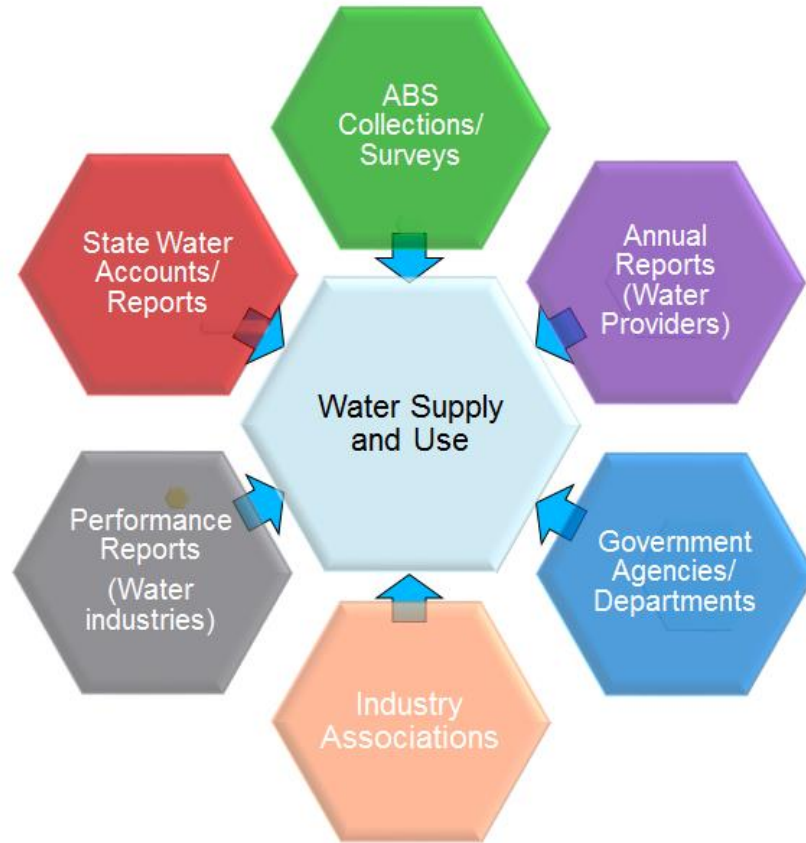 ABS
Collections/
Surveys
State Water
Accounts/
Reports
Annual
Reports
(Water
Providers)
Water Supply
and Use
Performance
Reports
(Water
industries)
Government
Agencies/
Departments
Industry
Associations